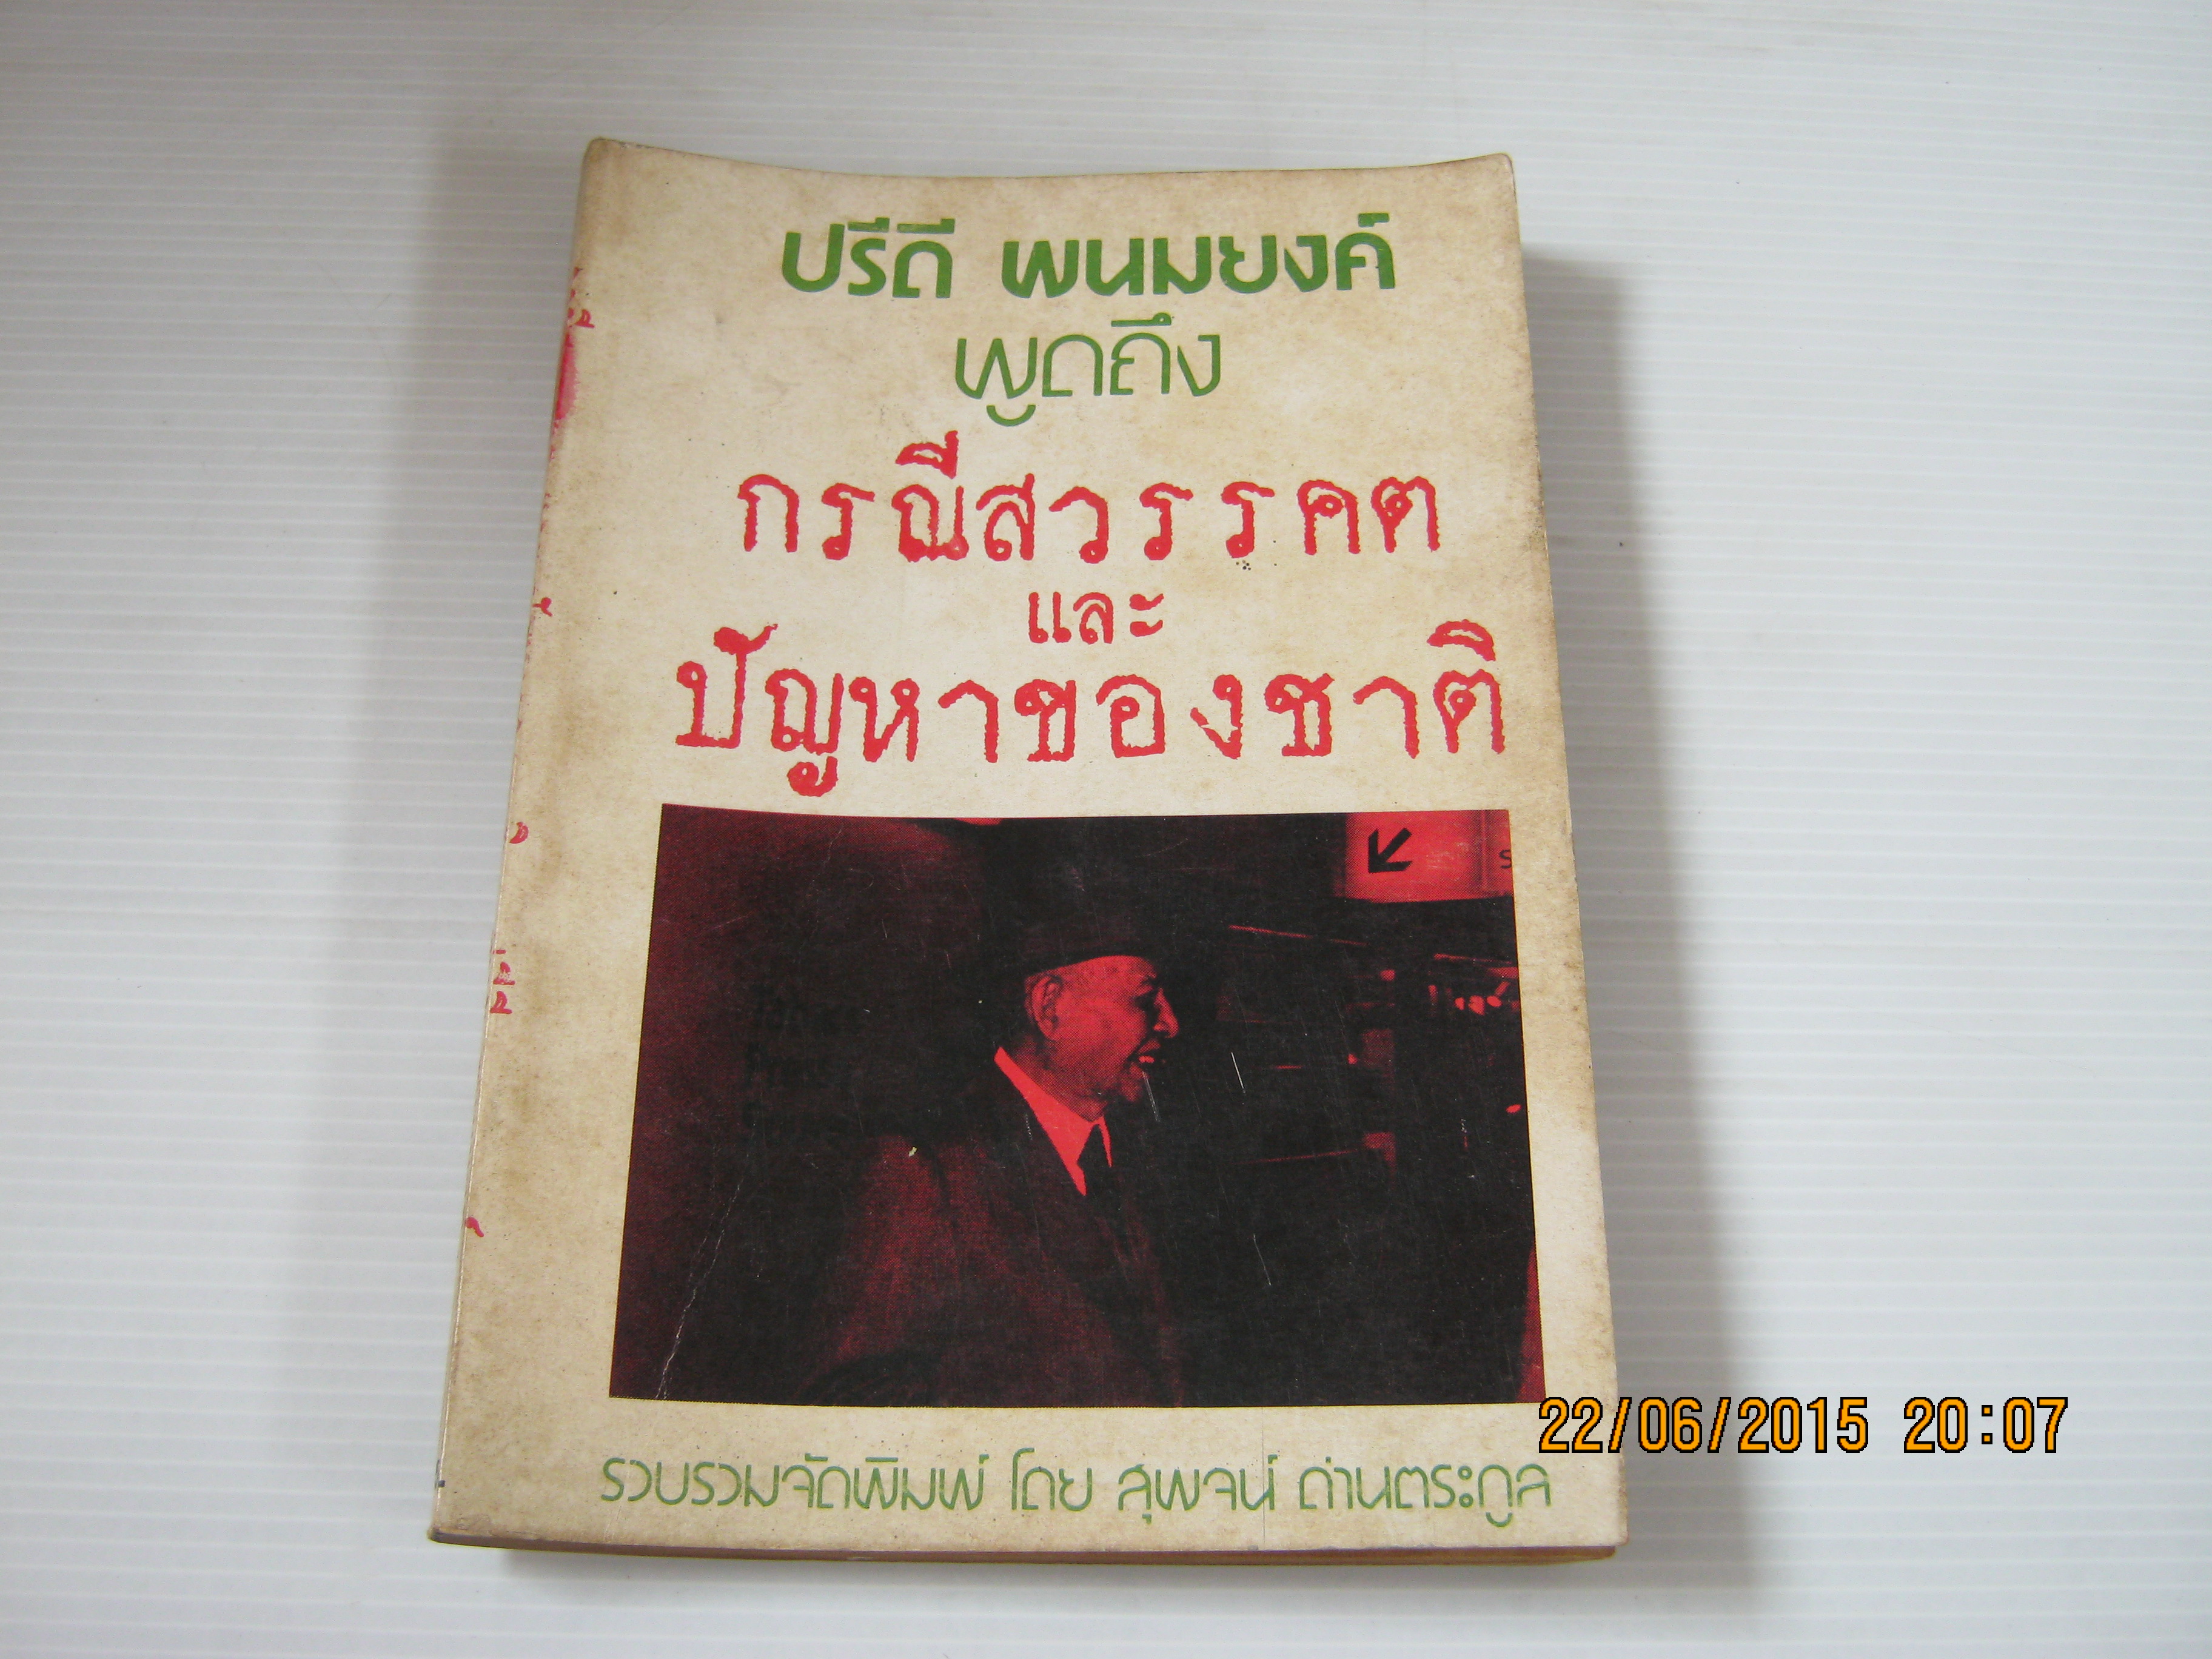 ปรีดี พนมยงค์
พูดถึง
กรณีสวรรคต
และ
ปัญหาของชาติ
รวบรวมจัดพิมพ์ โดย สุพจน์ ด่านตระกูล
22/06/2015 20:07